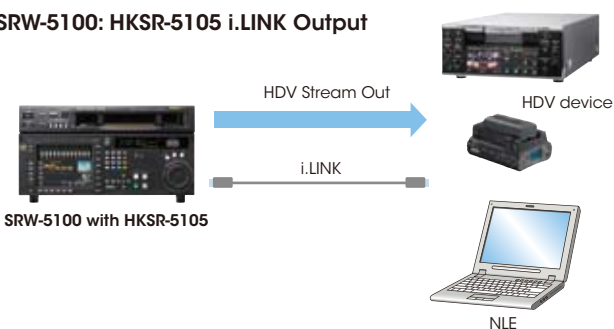 SRW-5100: HKSR-5105 i.LINK Output
HDV Stream Out
HDV device
i.LINK
SRW-5100 with HKSR-5105
NLE